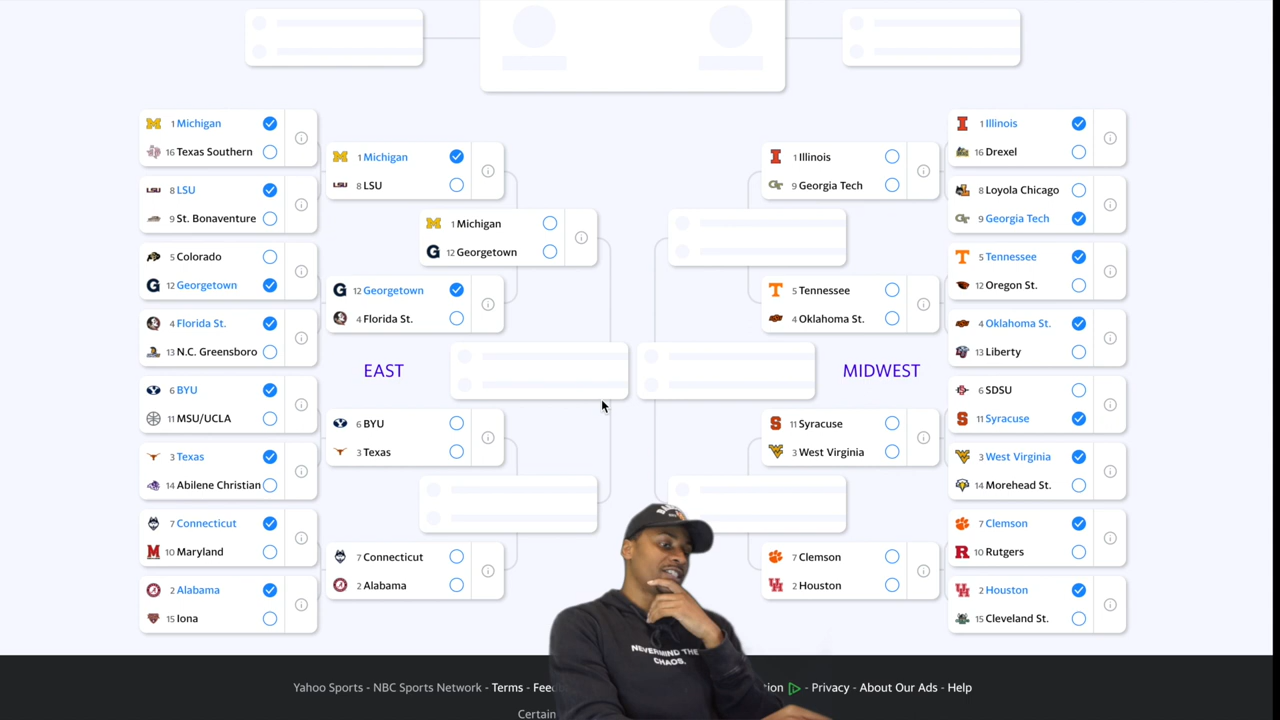 1 Michigan
16 Texas Southern
8 LSU
9 St. Bonaventure
5 Colorado
12 Georgetown
4 Florida St.
13 N.C. Greensboro
6 BYU
11 MSU/UCLA
3 Texas
14 Abilene Christian
7 Connecticut
10 Maryland
2 Alabama
15 Iona
1 Michigan
8 LSU
12 Georgetown
4 Florida St.
6 BYU
3 Texas
7 Connecticut
2 Alabama
1 Michigan
12 Georgetown
EAST
MIDWEST
1 Illinois
9 Georgia Tech
5 Tennessee
4 Oklahoma St.
11 Syracuse
3 West Virginia
7 Clemson
2 Houston
1 Illinois
16 Drexel
8 Loyola Chicago
9 Georgia Tech
5 Tennessee
12 Oregon St.
4 Oklahoma St.
13 Liberty
6 SDSU
11 Syracuse
3 West Virginia
14 Morehead St.
7 Clemson
10 Rutgers
2 Houston
15 Cleveland St.
NEVERMIND THE
CHAOS.
Yahoo Sports - NBC Sports Network - Terms - Fee
tion - Privacy - About Our Ads - Help
Certain